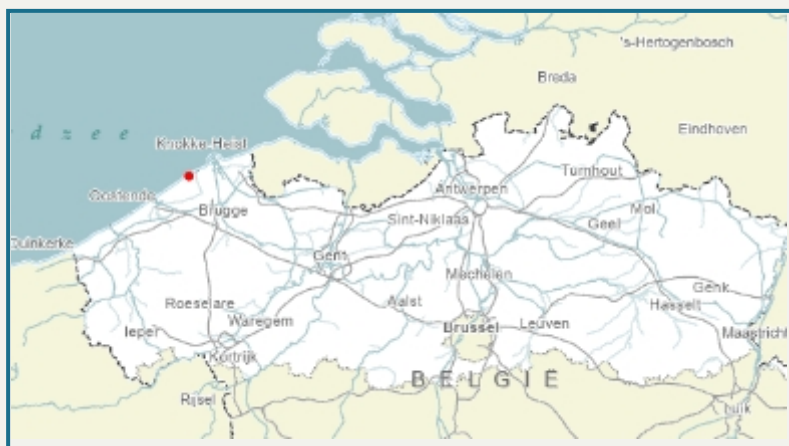 's-Hertogenbosch
Breda
dzee
Eindhoven
Knokke-Heist
Turnhout
Antwerpen
Oostende
Mol
Brugge
Sint-Niklaas
Geel
Duinkerke
Gent
Mechelen
Genk
Roeselare
Aalst
Hasselt
Waregem
Brussel
Leuven
Ieper
Maastricht
Kortrijk
BELGIË
Rijsel
Luik